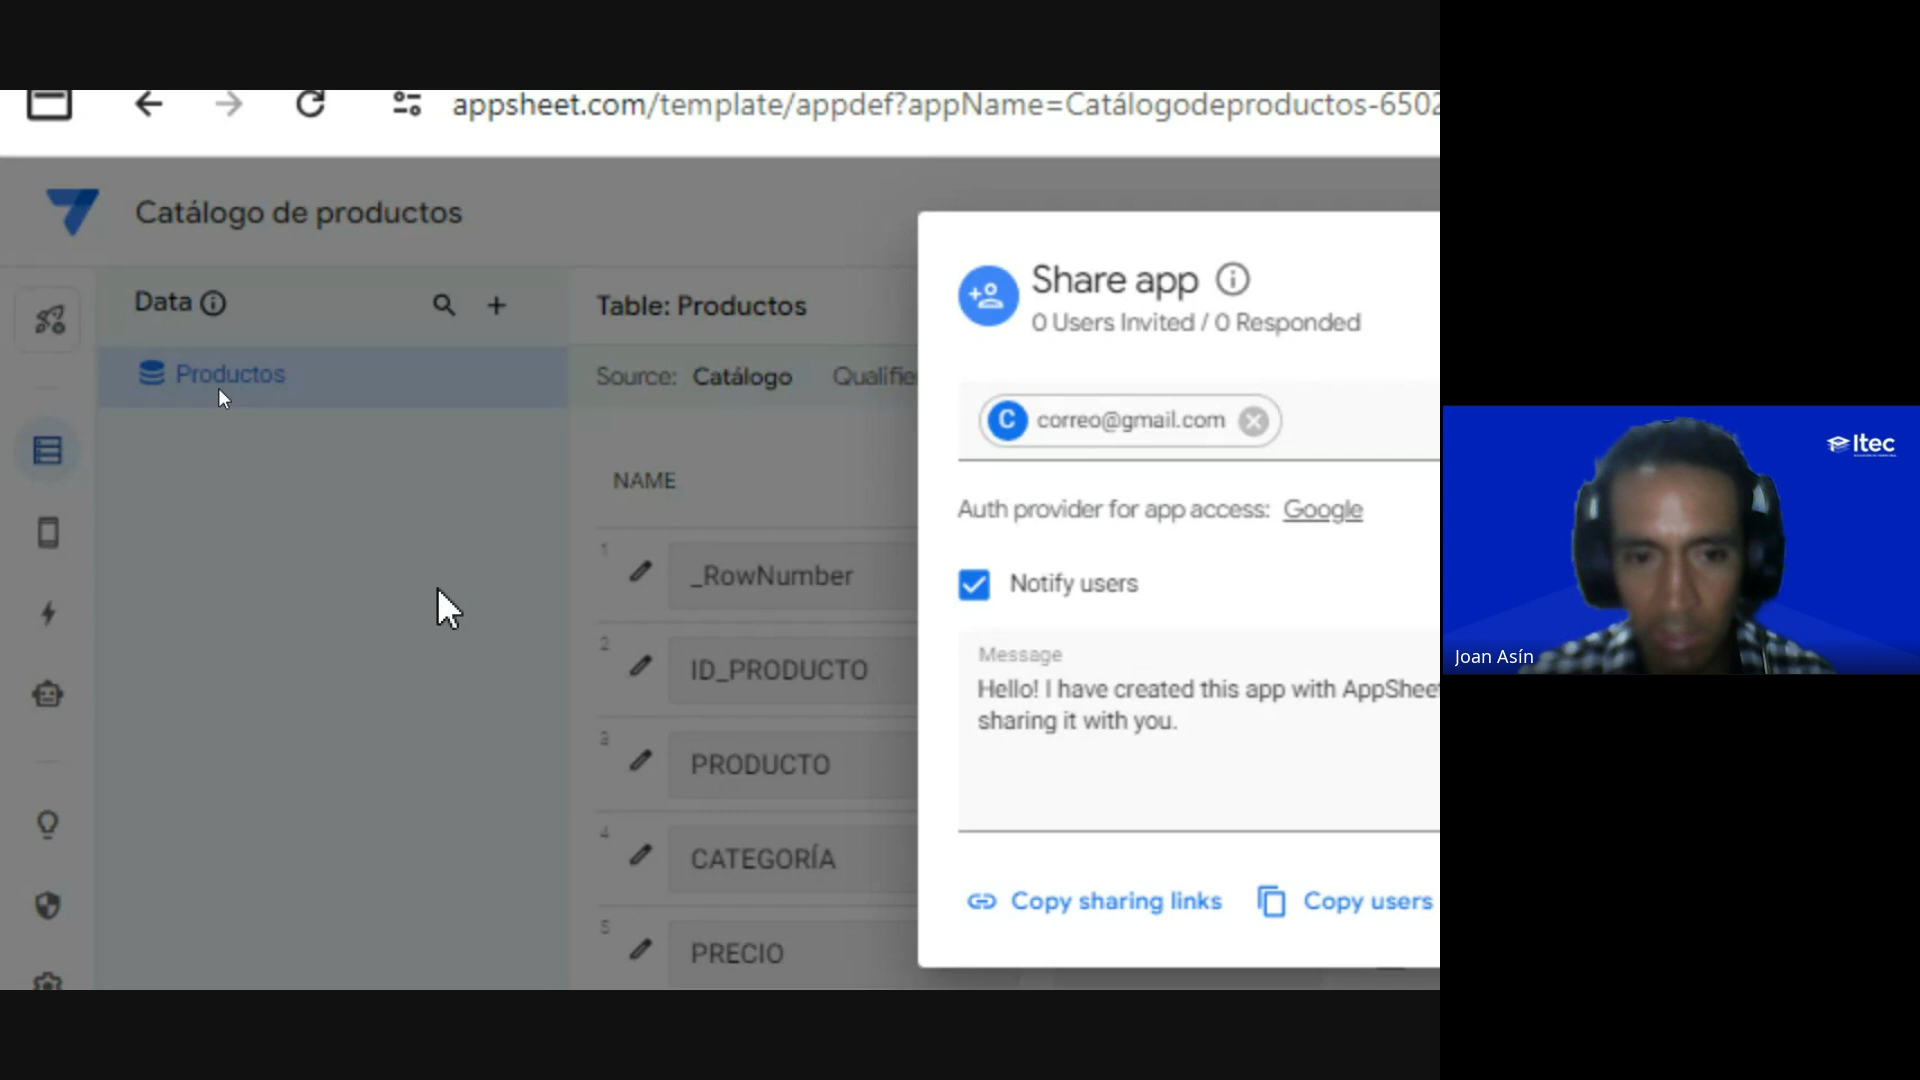 appsheet.com/template/appdef?appName=Catálogodeproductos-6502
Catálogo de productos
Data
Productos
Table: Productos
Source: Catálogo Qualifie
NAME
1 _RowNumber
2 ID_PRODUCTO
3 PRODUCTO
4 CATEGORÍA
5 PRECIO
Share app
0 Users Invited / 0 Responded
C correo@gmail.com
Auth provider for app access: Google
Notify users
Message
Hello! I have created this app with AppSheet
sharing it with you.
Copy sharing links Copy users
Itec
Joan Asín